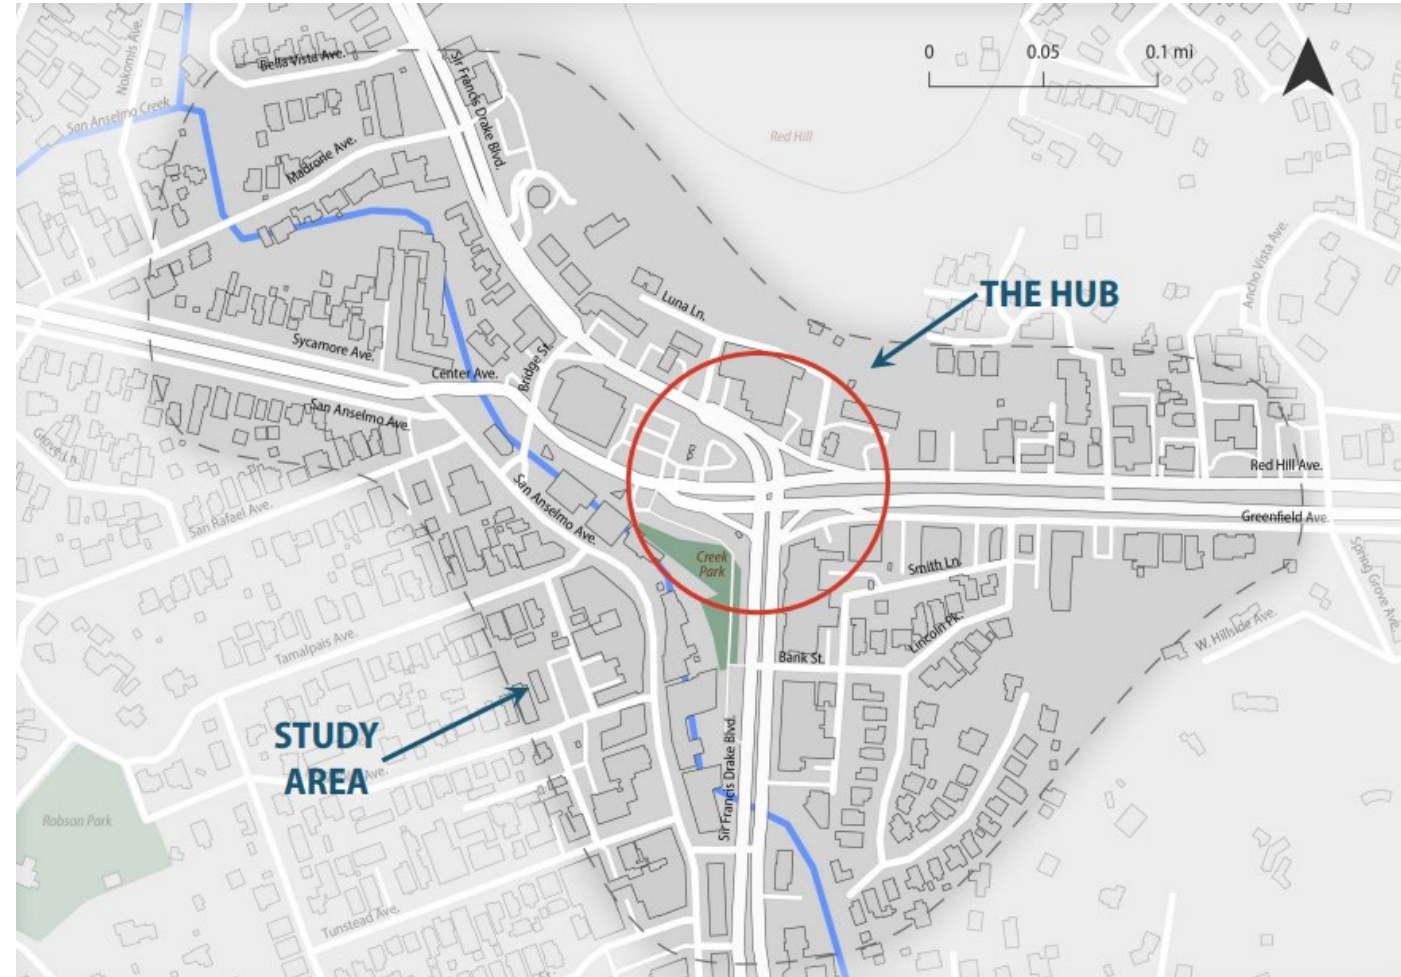 0 0.05 0.1 mi
Nokomis Ave.
Bella Vista Ave.
Sir Francis Drake Blvd.
San Anselmo Creek
Red Hill
Madrone Ave.
Ancho Vista Ave.
THE HUB
Luna Ln.
Sycamore Ave.
Bridge St.
Center Ave.
San Anselmo Ave.
Grove Ln.
Red Hill Ave.
San Rafael Ave.
San Anselmo Ave.
Greenfield Ave.
Creek
Park
Smith Ln.
Spring Grove Ave.
Lincoln Pk.
W. Hillside Ave.
Tamalpais Ave.
Bank St.
STUDY
AREA
Ave.
Sir Francis Drake Blvd.
Robson Park
Tunstead Ave.